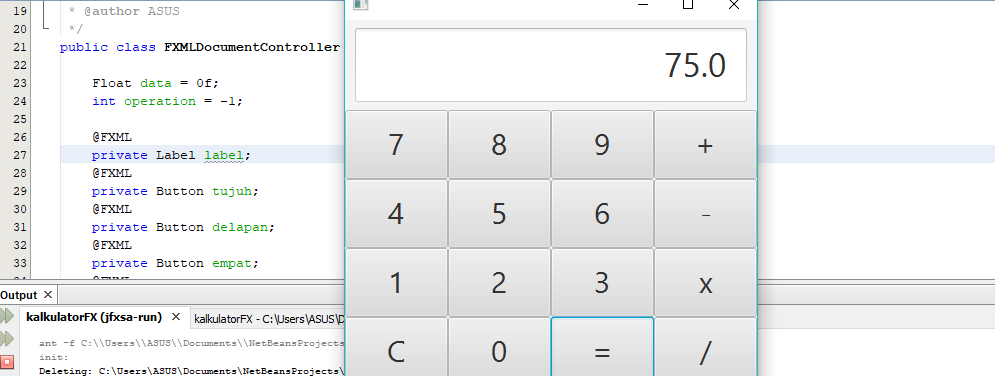 19 * @author ASUS
20 */
21 public class FXMLDocumentController
22
23 Float data = 0f;
24 int operation = -1;
25
26 @FXML
27 private Label label;
28 @FXML
29 private Button tujuh;
30 @FXML
31 private Button delapan;
32 @FXML
33 private Button empat;
@FXML
75.0
7 8 9 +
4 5 6 -
1 2 3 x
C 0 = /
Output
kalkulatorFX (jfxsa-run) kalkulatorFX - C:\Users\ASUS\D
ant -f C:\\Users\\ASUS\\Documents\\NetBeansProjects
init:
Deleting: C:\Users\ASUS\Documents\NetBeansProjects\